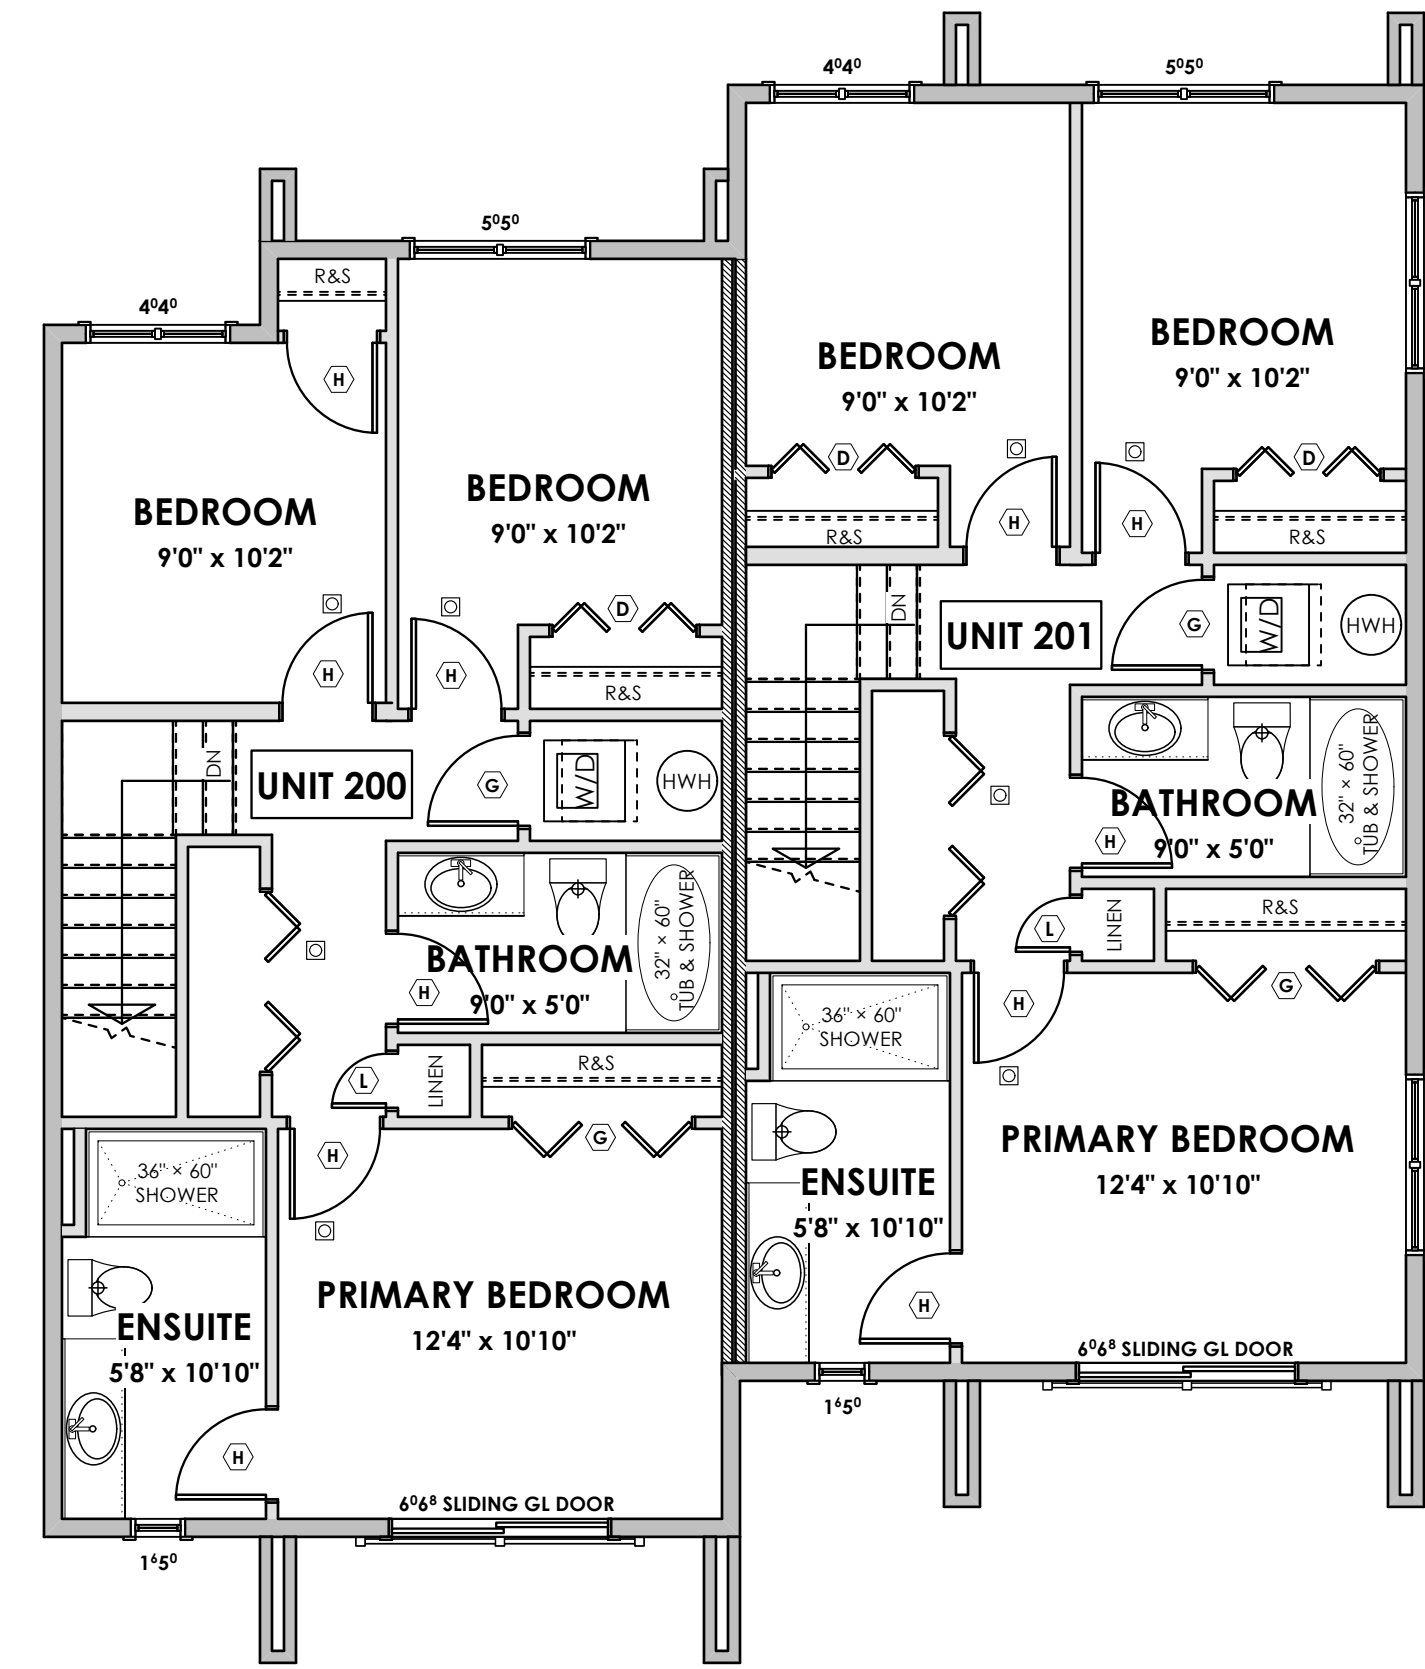 4⁰4⁰
5⁰5⁰
BEDROOM
9'0" x 10'2"
BEDROOM
9'0" x 10'2"
D
D
H
H
R&S
R&S
DN
UNIT 201
G
W/D
HWH
BATHROOM
9'0" x 5'0"
H
32" × 60"
TUB & SHOWER
L
LINEN
R&S
G
H
36" × 60"
SHOWER
PRIMARY BEDROOM
12'4" x 10'10"
ENSUITE
5'8" x 10'10"
H
6⁰6⁸ SLIDING GL DOOR
1⁶5⁰
5⁰5⁰
R&S
4⁰4⁰
H
BEDROOM
9'0" x 10'2"
BEDROOM
9'0" x 10'2"
D
H
H
R&S
DN
UNIT 200
G
W/D
HWH
BATHROOM
9'0" x 5'0"
H
32" × 60"
TUB & SHOWER
L
LINEN
R&S
G
H
36" × 60"
SHOWER
PRIMARY BEDROOM
12'4" x 10'10"
ENSUITE
5'8" x 10'10"
H
6⁰6⁸ SLIDING GL DOOR
1⁶5⁰